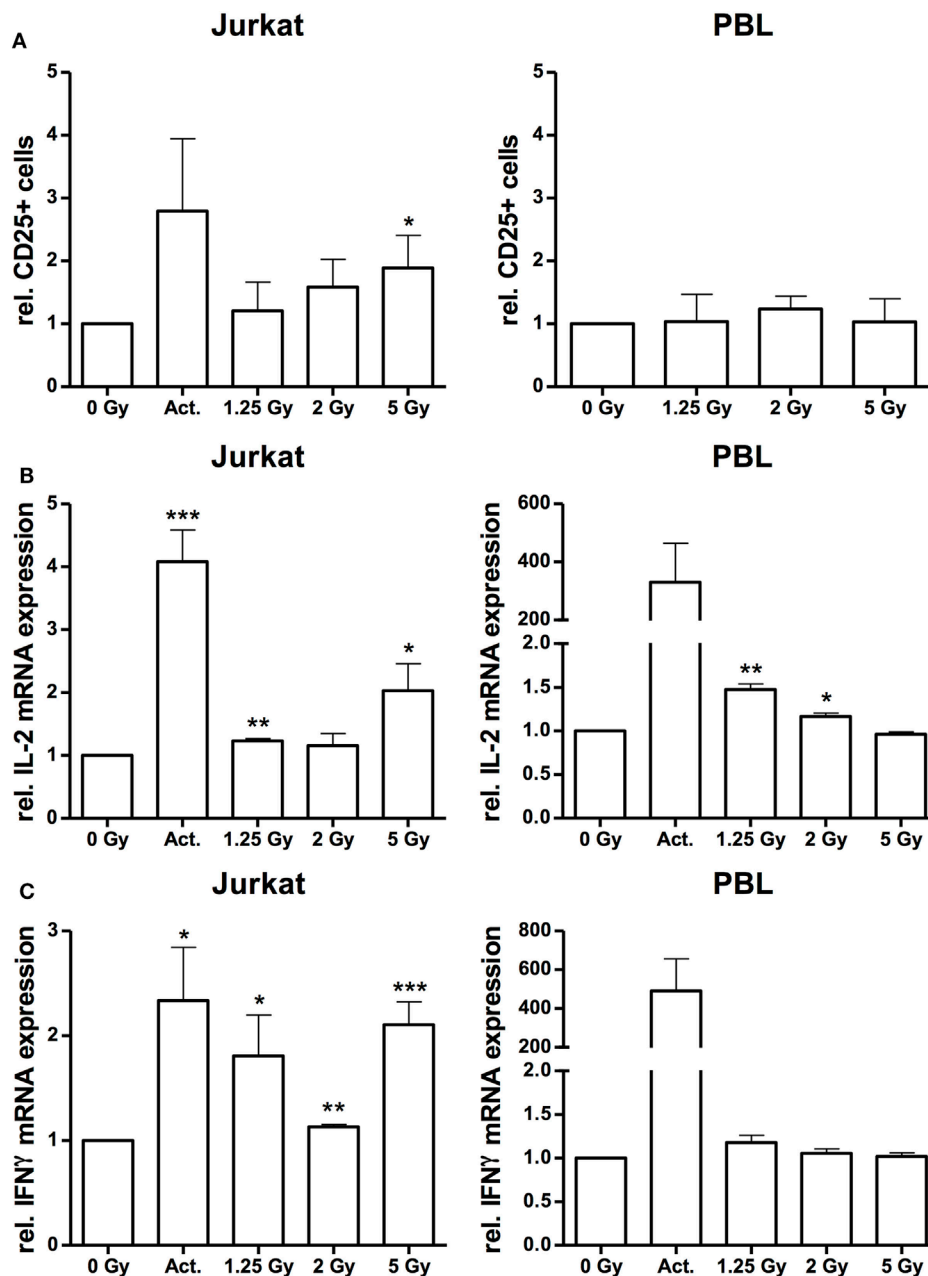 Jurkat
PBL
A
rel. CD25+ cells
5
4
3
2
1
0
0 Gy
Act.
1.25 Gy
2 Gy
5 Gy
*
rel. CD25+ cells
5
4
3
2
1
0
0 Gy
1.25 Gy
2 Gy
5 Gy
Jurkat
PBL
B
rel. IL-2 mRNA expression
5
4
3
2
1
0
0 Gy
Act.
1.25 Gy
2 Gy
5 Gy
***
**
*
rel. IL-2 mRNA expression
600
400
200
2.0
1.5
1.0
0.5
0.0
0 Gy
Act.
1.25 Gy
2 Gy
5 Gy
**
*
Jurkat
PBL
C
rel. IFNγ mRNA expression
3
2
1
0
0 Gy
Act.
1.25 Gy
2 Gy
5 Gy
*
*
**
***
rel. IFNγ mRNA expression
800
600
400
200
2.0
1.5
1.0
0.5
0.0
0 Gy
Act.
1.25 Gy
2 Gy
5 Gy